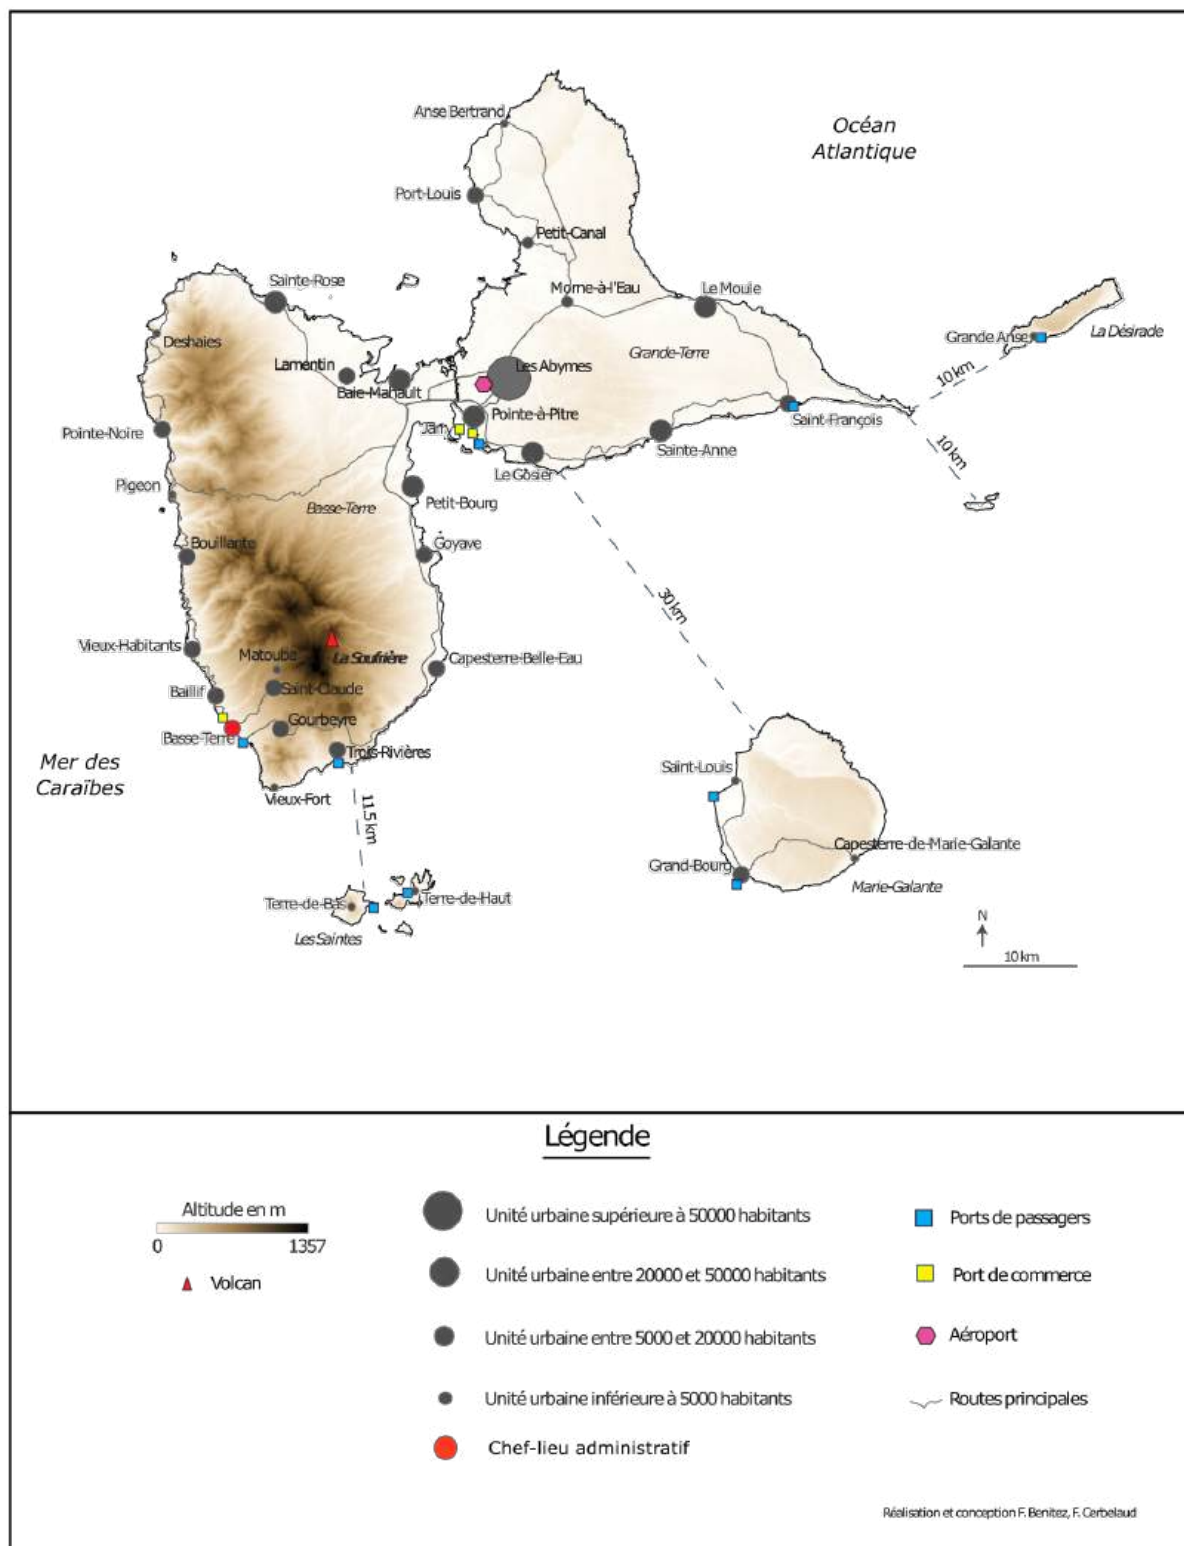 Océan
Atlantique
Anse Bertrand
Port-Louis
Petit-Canal
Sainte-Rose
Morne-à-l'Eau
Le Moule
Deshaies
Grande-Terre
Grande Anse
La Désirade
Lamentin
Les Abymes
10 km
Baie-Mahault
Pointe-à-Pitre
Jarry
Saint-François
Pointe-Noire
Sainte-Anne
10 km
Le Gosier
Pigeon
Basse-Terre
Petit-Bourg
Bouillante
Goyave
30 km
Vieux-Habitants
Matouba
La Soufrière
Capesterre-Belle-Eau
Baillif
Saint-Claude
Gourbeyre
Basse-Terre
Trois-Rivières
Mer des
Caraïbes
Saint-Louis
Vieux-Fort
11.5 km
Capesterre-de-Marie-Galante
Grand-Bourg
Marie-Galante
Terre-de-Bas
Terre-de-Haut
Les Saintes
N
10 km
Légende
Altitude en m
0 1357
Volcan
Unité urbaine supérieure à 50000 habitants
Unité urbaine entre 20000 et 50000 habitants
Unité urbaine entre 5000 et 20000 habitants
Unité urbaine inférieure à 5000 habitants
Chef-lieu administratif
Ports de passagers
Port de commerce
Aéroport
Routes principales
Réalisation et conception F. Benitez, F. Cerbelaud